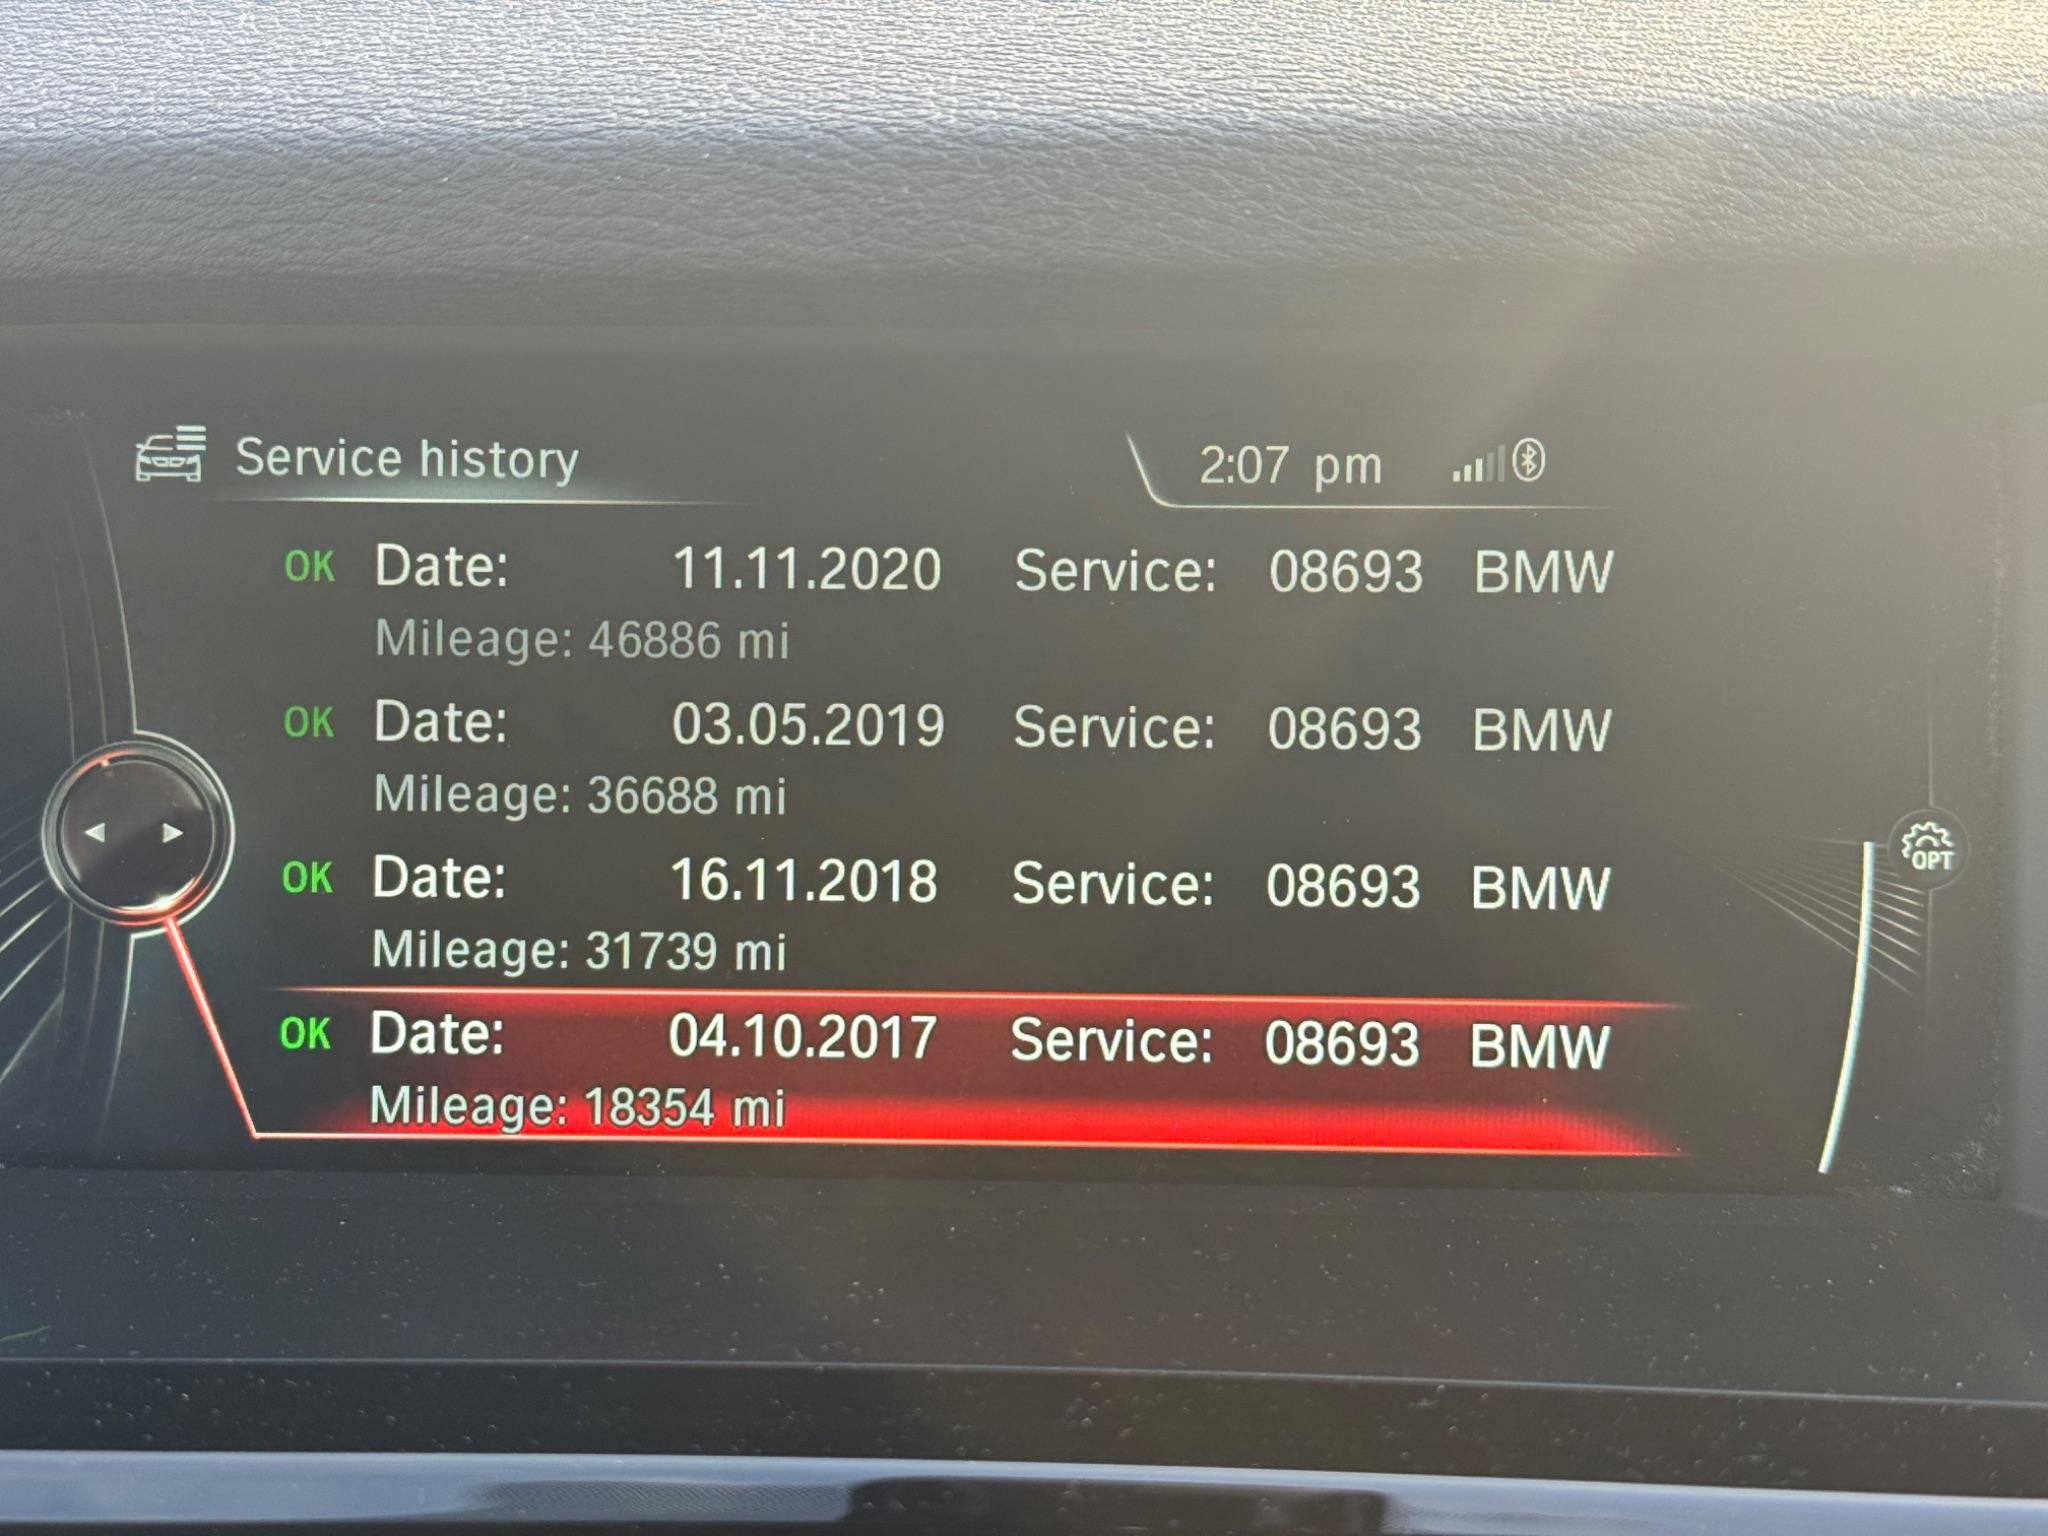 Service history 2:07 pm
OK Date: 11.11.2020 Service: 08693 BMW
Mileage: 46886 mi
OK Date: 03.05.2019 Service: 08693 BMW
Mileage: 36688 mi
OK Date: 16.11.2018 Service: 08693 BMW
Mileage: 31739 mi
OPT
OK Date: 04.10.2017 Service: 08693 BMW
Mileage: 18354 mi